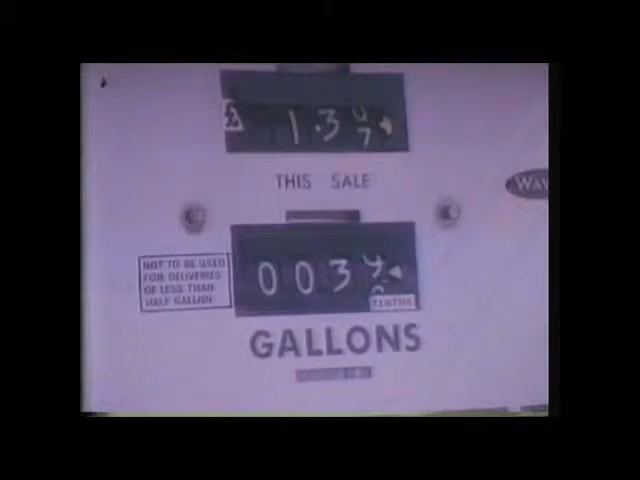 £ 1.3
THIS SALE
NOT TO BE USED
FOR DELIVERIES
OF LESS THAN
HALF GALLON
003
TENTHS
GALLONS